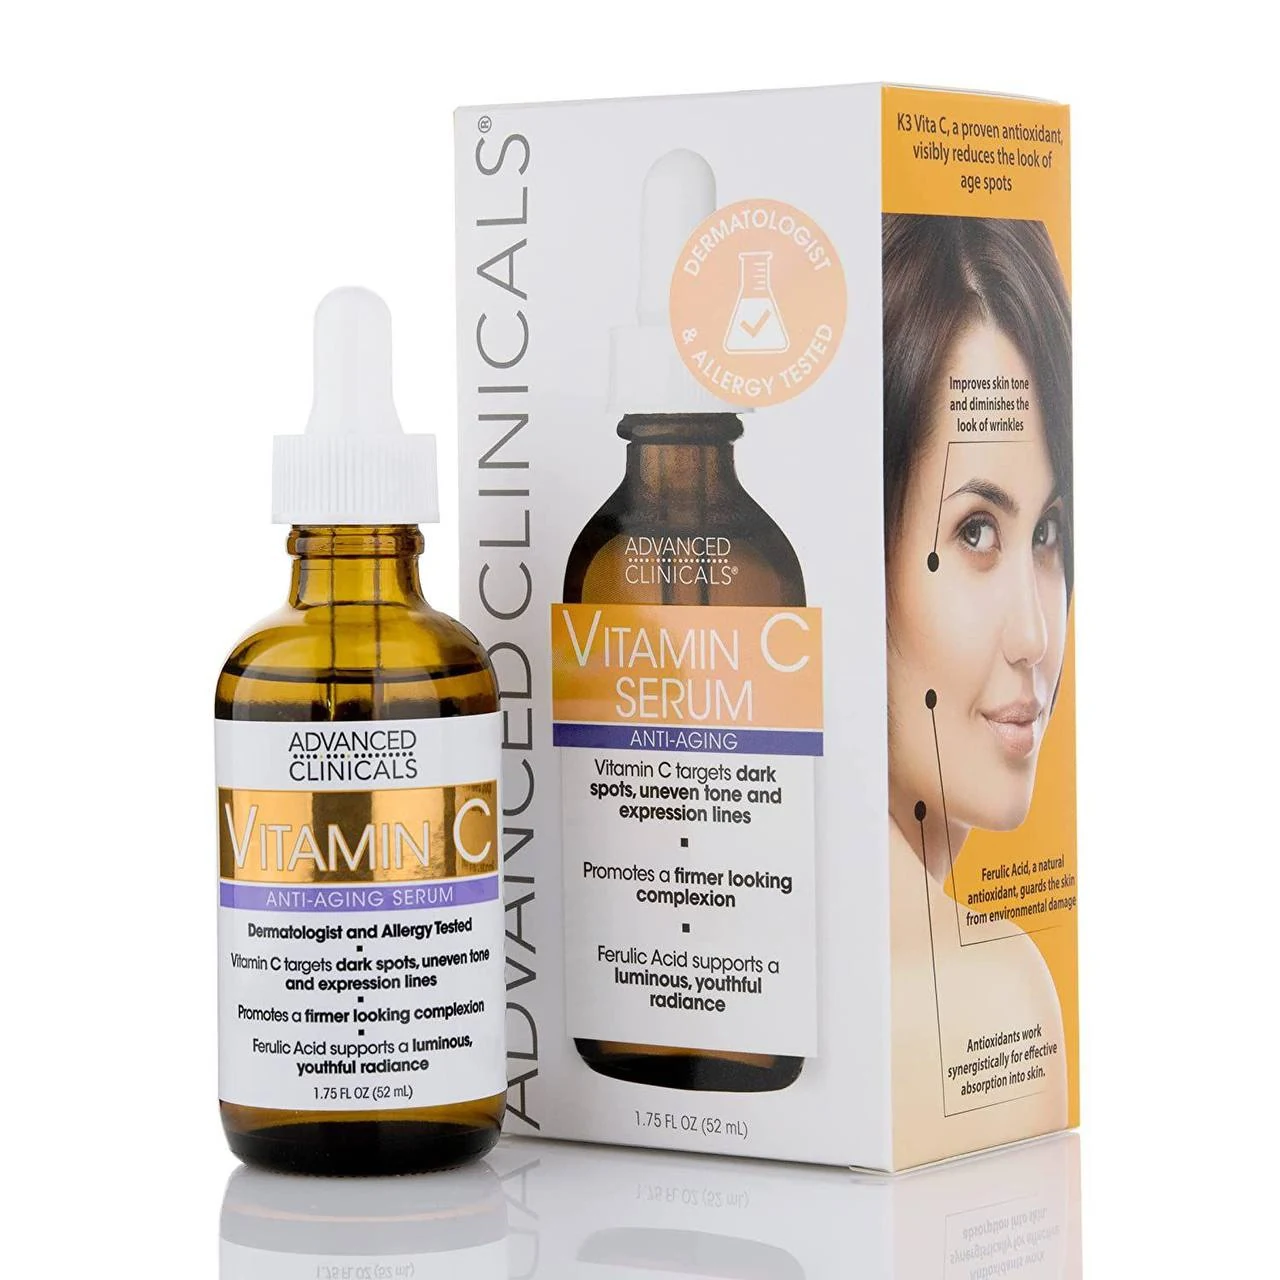 ADVANCED
CLINICALS
VITAMIN C
ANTI-AGING SERUM
Dermatologist and Allergy Tested
Vitamin C targets dark spots, uneven tone
and expression lines
Promotes a firmer looking complexion
Ferulic Acid supports a luminous,
youthful radiance
1.75 FL OZ (52 mL)
ADVANCED CLINICALS®
DERMATOLOGIST
& ALLERGY TESTED
ADVANCED
CLINICALS®
VITAMIN C
SERUM
ANTI-AGING
Vitamin C targets dark
spots, uneven tone and
expression lines
Promotes a firmer looking
complexion
Ferulic Acid supports a
luminous, youthful
radiance
1.75 FL OZ (52 mL)
K3 Vita C, a proven antioxidant,
visibly reduces the look of
age spots
Improves skin tone
and diminishes the
look of wrinkles
Ferulic Acid, a natural
antioxidant, guards the skin
from environmental damage
Antioxidants work
synergistically for effective
absorption into skin.